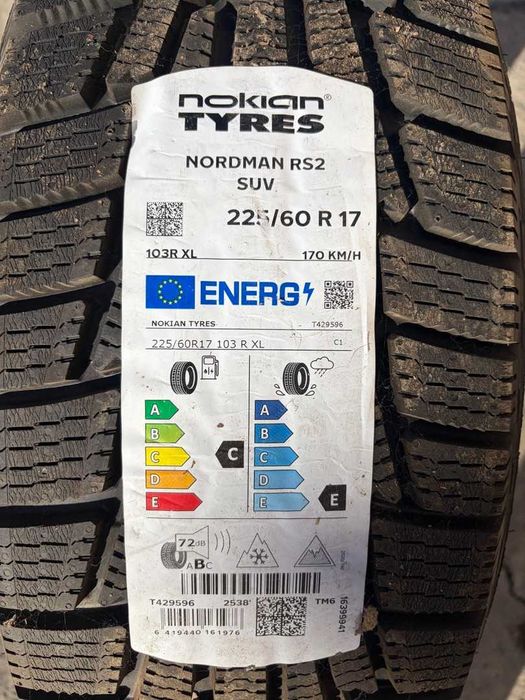 nokian®
TYRES
NORDMAN RS2
SUV
225/60 R 17
103R XL 170 KM/H
ENERG
NOKIAN TYRES T429596
225/60R17 103 R XL C1
A A
B B
C C C
D D
E E E
72dB
ABC
T429596 2538' TM6
6 419440 161976
16399941